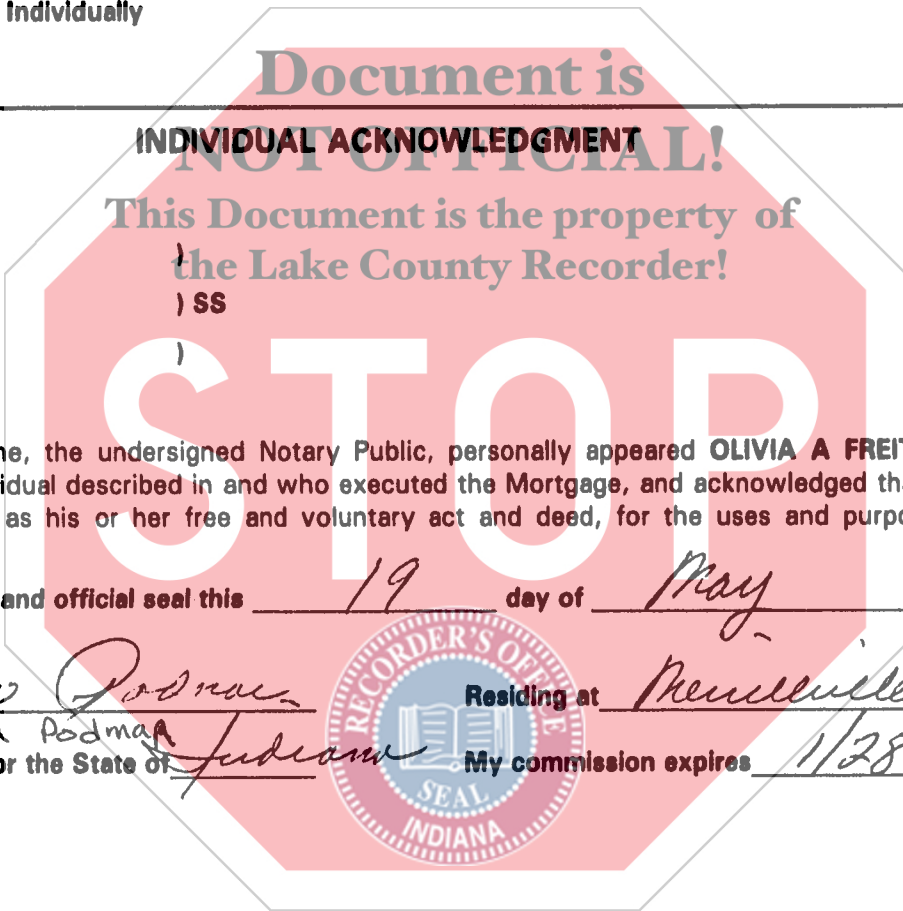 Individually
Document is
INDIVIDUAL ACKNOWLEDGMENT
NOT OFFICIAL!
This Document is the property of
)
the Lake County Recorder!
) SS
)
STOP
ne, the undersigned Notary Public, personally appeared OLIVIA A FREIT
idual described in and who executed the Mortgage, and acknowledged tha
as his or her free and voluntary act and deed, for the uses and purpo
and official seal this 19 day of May
Podnar Residing at Merrillville
Podmar
or the State of Indiana My commission expires 1/28
RECORDER'S OFFICE
SEAL
INDIANA